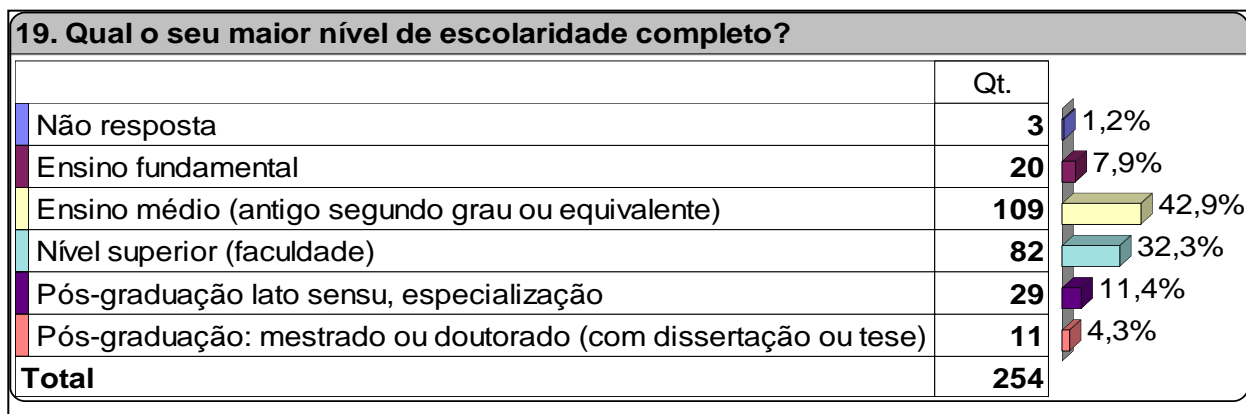 19. Qual o seu maior nível de escolaridade completo?
Qt.
Não resposta 3 1,2%
Ensino fundamental 20 7,9%
Ensino médio (antigo segundo grau ou equivalente) 109 42,9%
Nível superior (faculdade) 82 32,3%
Pós-graduação lato sensu, especialização 29 11,4%
Pós-graduação: mestrado ou doutorado (com dissertação ou tese) 11 4,3%
Total 254